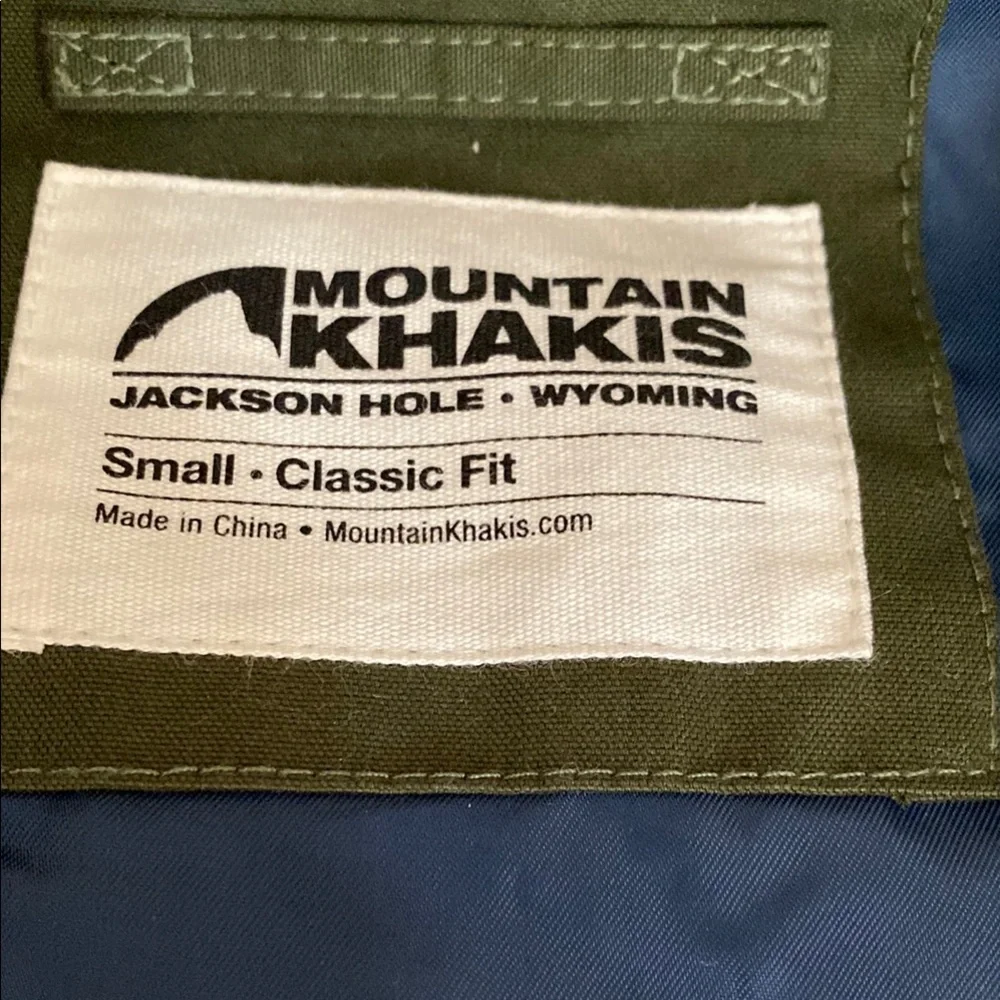 MOUNTAIN
KHAKIS
JACKSON HOLE • WYOMING
Small • Classic Fit
Made in China • MountainKhakis.com